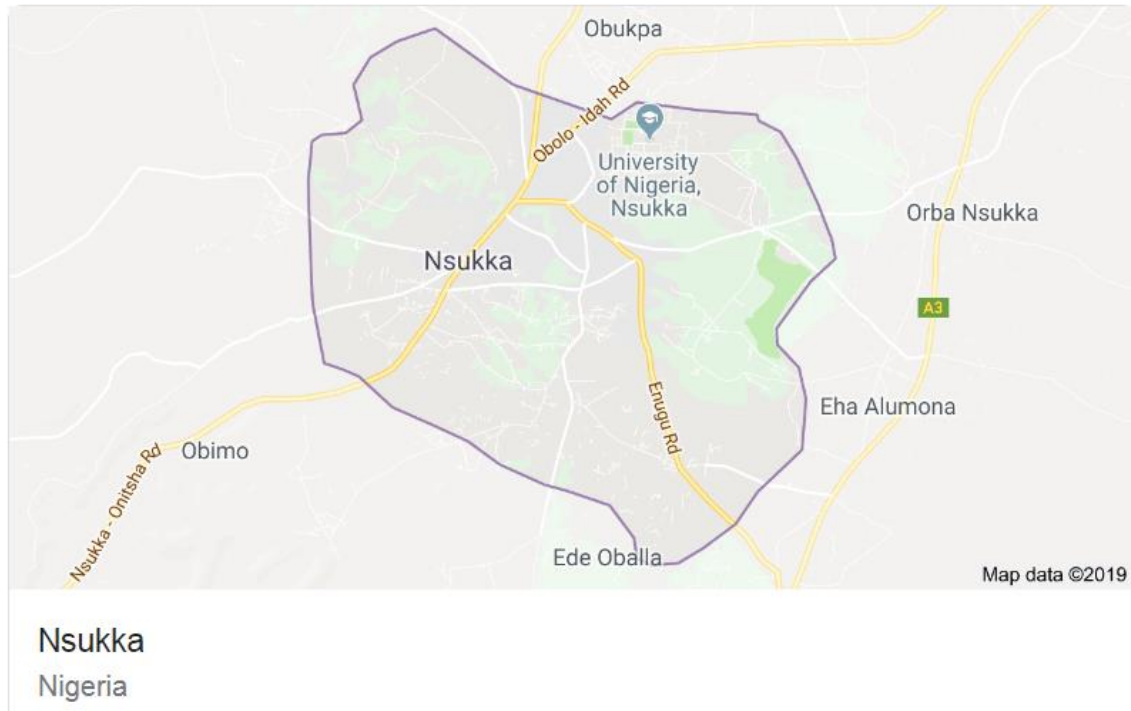 Obukpa
Obolo - Idah Rd
University
of Nigeria,
Nsukka
Orba Nsukka
Nsukka
A3
Enugu Rd
Eha Alumona
Obimo
Nsukka - Onitsha Rd
Ede Oballa
Map data ©2019
Nsukka
Nigeria